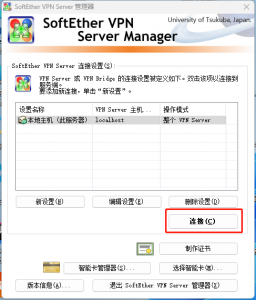 SoftEther VPN Server 管理器
SoftEther VPN
Server Manager
University of Tsukuba, Japan.
SoftEther VPN Server 连接设置(S):
VPN Server 或 VPN Bridge 的连接设置被定义如下。双击该项以连接到服务端。
要添加新连接，单击“新设置”。
设置名称 VPN Server 主机... 操作模式
本地主机（此服务器） localhost 整个 VPN Server
新设置(N) 编辑设置(E) 删除设置(D)
连接(C)
制作证书
智能卡管理器(S)... 选择智能卡(M)...
版本信息(A)... 退出 SoftEther VPN Server 管理器(X)